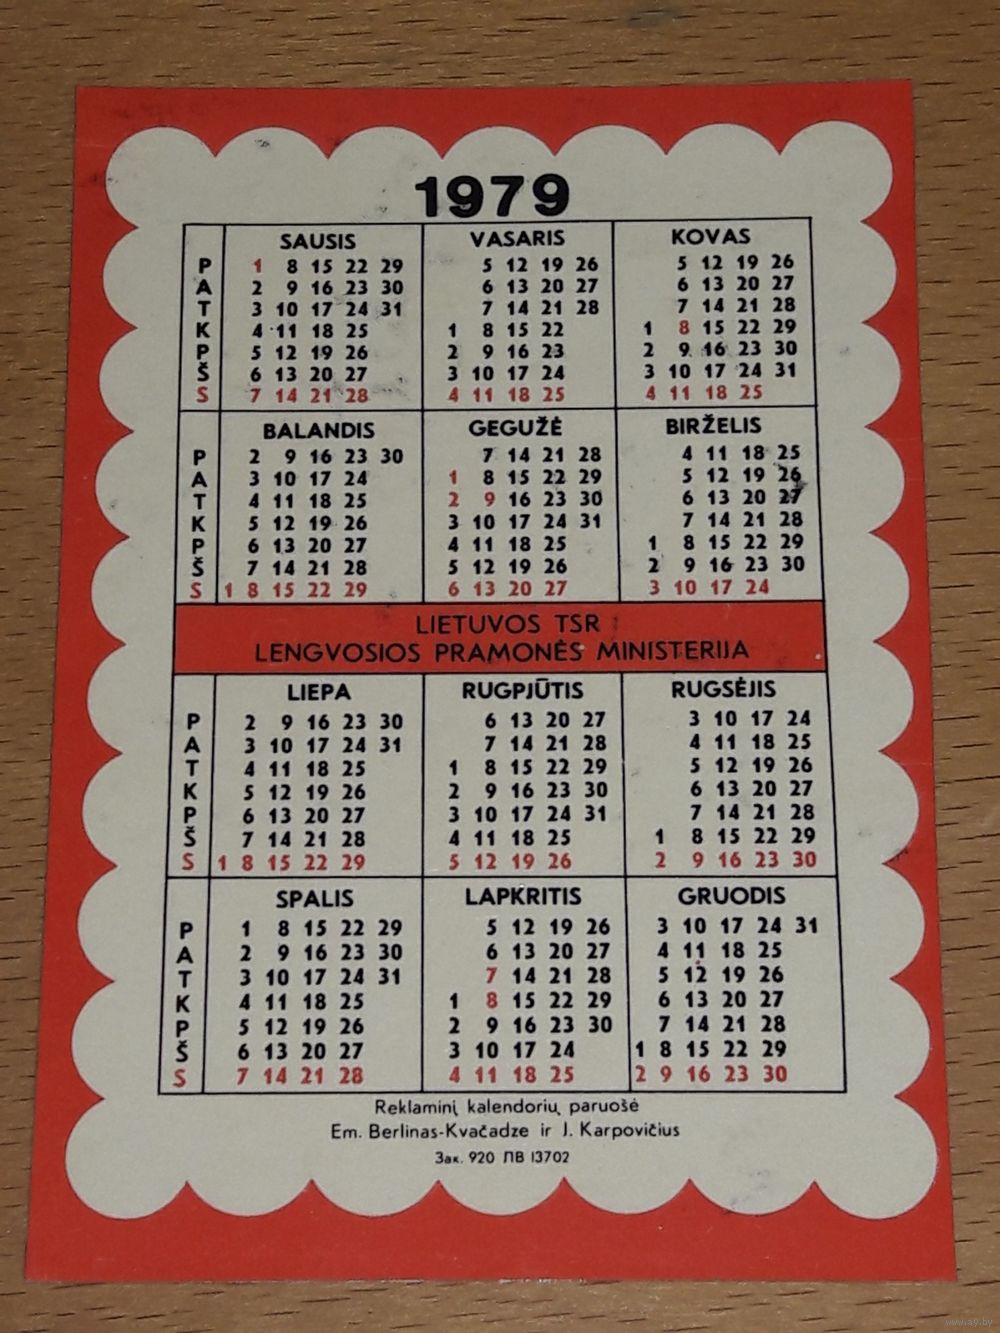 1979
SAUSIS VASARIS KOVAS
P 1 8 15 22 29 5 12 19 26 5 12 19 26
A 2 9 16 23 30 6 13 20 27 6 13 20 27
T 3 10 17 24 31 7 14 21 28 7 14 21 28
K 4 11 18 25 1 8 15 22 1 8 15 22 29
P 5 12 19 26 2 9 16 23 2 9 16 23 30
Š 6 13 20 27 3 10 17 24 3 10 17 24 31
S 7 14 21 28 4 11 18 25 4 11 18 25
BALANDIS GEGUŽĖ BIRŽELIS
P 2 9 16 23 30 7 14 21 28 4 11 18 25
A 3 10 17 24 1 8 15 22 29 5 12 19 26
T 4 11 18 25 2 9 16 23 30 6 13 20 27
K 5 12 19 26 3 10 17 24 31 7 14 21 28
P 6 13 20 27 4 11 18 25 1 8 15 22 29
Š 7 14 21 28 5 12 19 26 2 9 16 23 30
S 1 8 15 22 29 6 13 20 27 3 10 17 24
LIETUVOS TSR
LENGVOSIOS PRAMONĖS MINISTERIJA
LIEPA RUGPJŪTIS RUGSĖJIS
P 2 9 16 23 30 6 13 20 27 3 10 17 24
A 3 10 17 24 31 7 14 21 28 4 11 18 25
T 4 11 18 25 1 8 15 22 29 5 12 19 26
K 5 12 19 26 2 9 16 23 30 6 13 20 27
P 6 13 20 27 3 10 17 24 31 7 14 21 28
Š 7 14 21 28 4 11 18 25 1 8 15 22 29
S 1 8 15 22 29 5 12 19 26 2 9 16 23 30
SPALIS LAPKRITIS GRUODIS
P 1 8 15 22 29 5 12 19 26 3 10 17 24 31
A 2 9 16 23 30 6 13 20 27 4 11 18 25
T 3 10 17 24 31 7 14 21 28 5 12 19 26
K 4 11 18 25 1 8 15 22 29 6 13 20 27
P 5 12 19 26 2 9 16 23 30 7 14 21 28
Š 6 13 20 27 3 10 17 24 1 8 15 22 29
S 7 14 21 28 4 11 18 25 2 9 16 23 30
Reklaminį kalendorių paruošė
Em. Berlinas-Kvačadze ir J. Karpovičius
Зак. 920 ЛВ 13702
www.ay.by